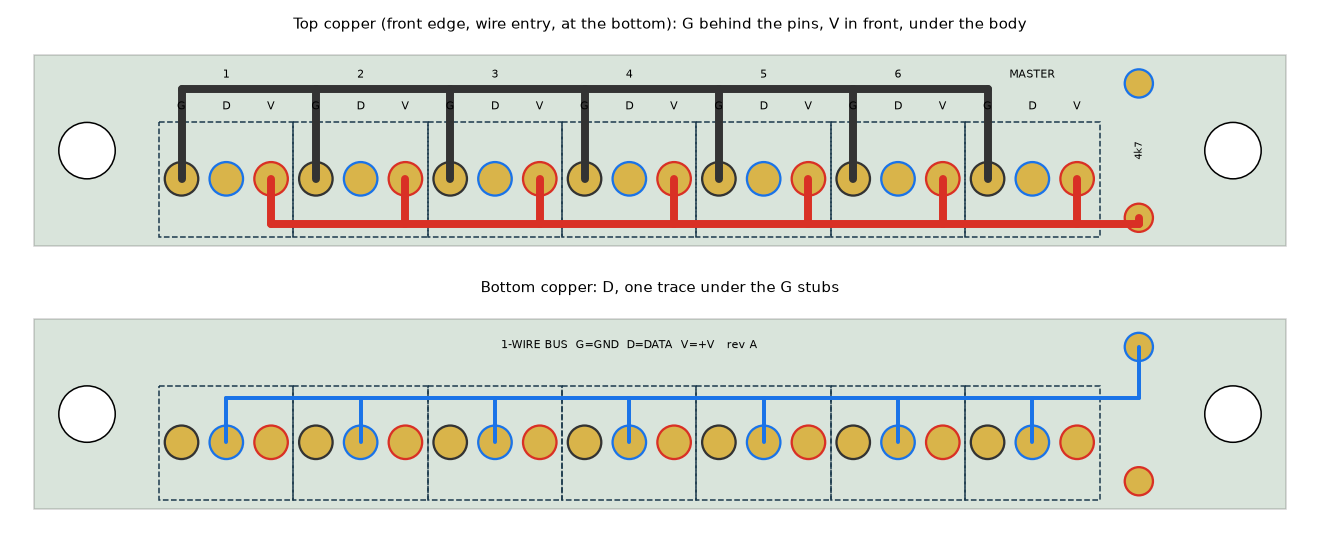 Top copper (front edge, wire entry, at the bottom): G behind the pins, V in front, under the body
1 2 3 4 5 6 MASTER
G D V G D V G D V G D V G D V G D V G D V
4k7
Bottom copper: D, one trace under the G stubs
1-WIRE BUS G=GND D=DATA V=+V rev A